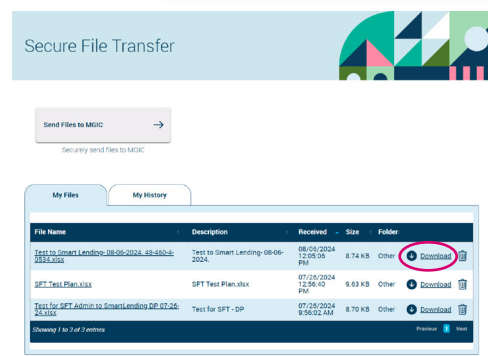 Secure File Transfer
Send Files to MGIC
Securely send files to MGIC
My Files My History
File Name Description Received Size Folder
Test to Smart Lending- 08-06-2024. 48-460-4-
0534.xlsx
Test to Smart Lending- 08-06-
2024.
08/06/2024
12:05:06
PM
8.74 KB Other Download
SFT Test Plan.xlsx SFT Test Plan.xlsx
07/26/2024
12:56:40
PM
9.63 KB Other Download
Test for SFT Admin to SmartLending DP 07-26-
24.xlsx
Test for SFT - DP
07/26/2024
9:56:02 AM
8.70 KB Other Download
Showing 1 to 3 of 3 entries Previous 1 Next